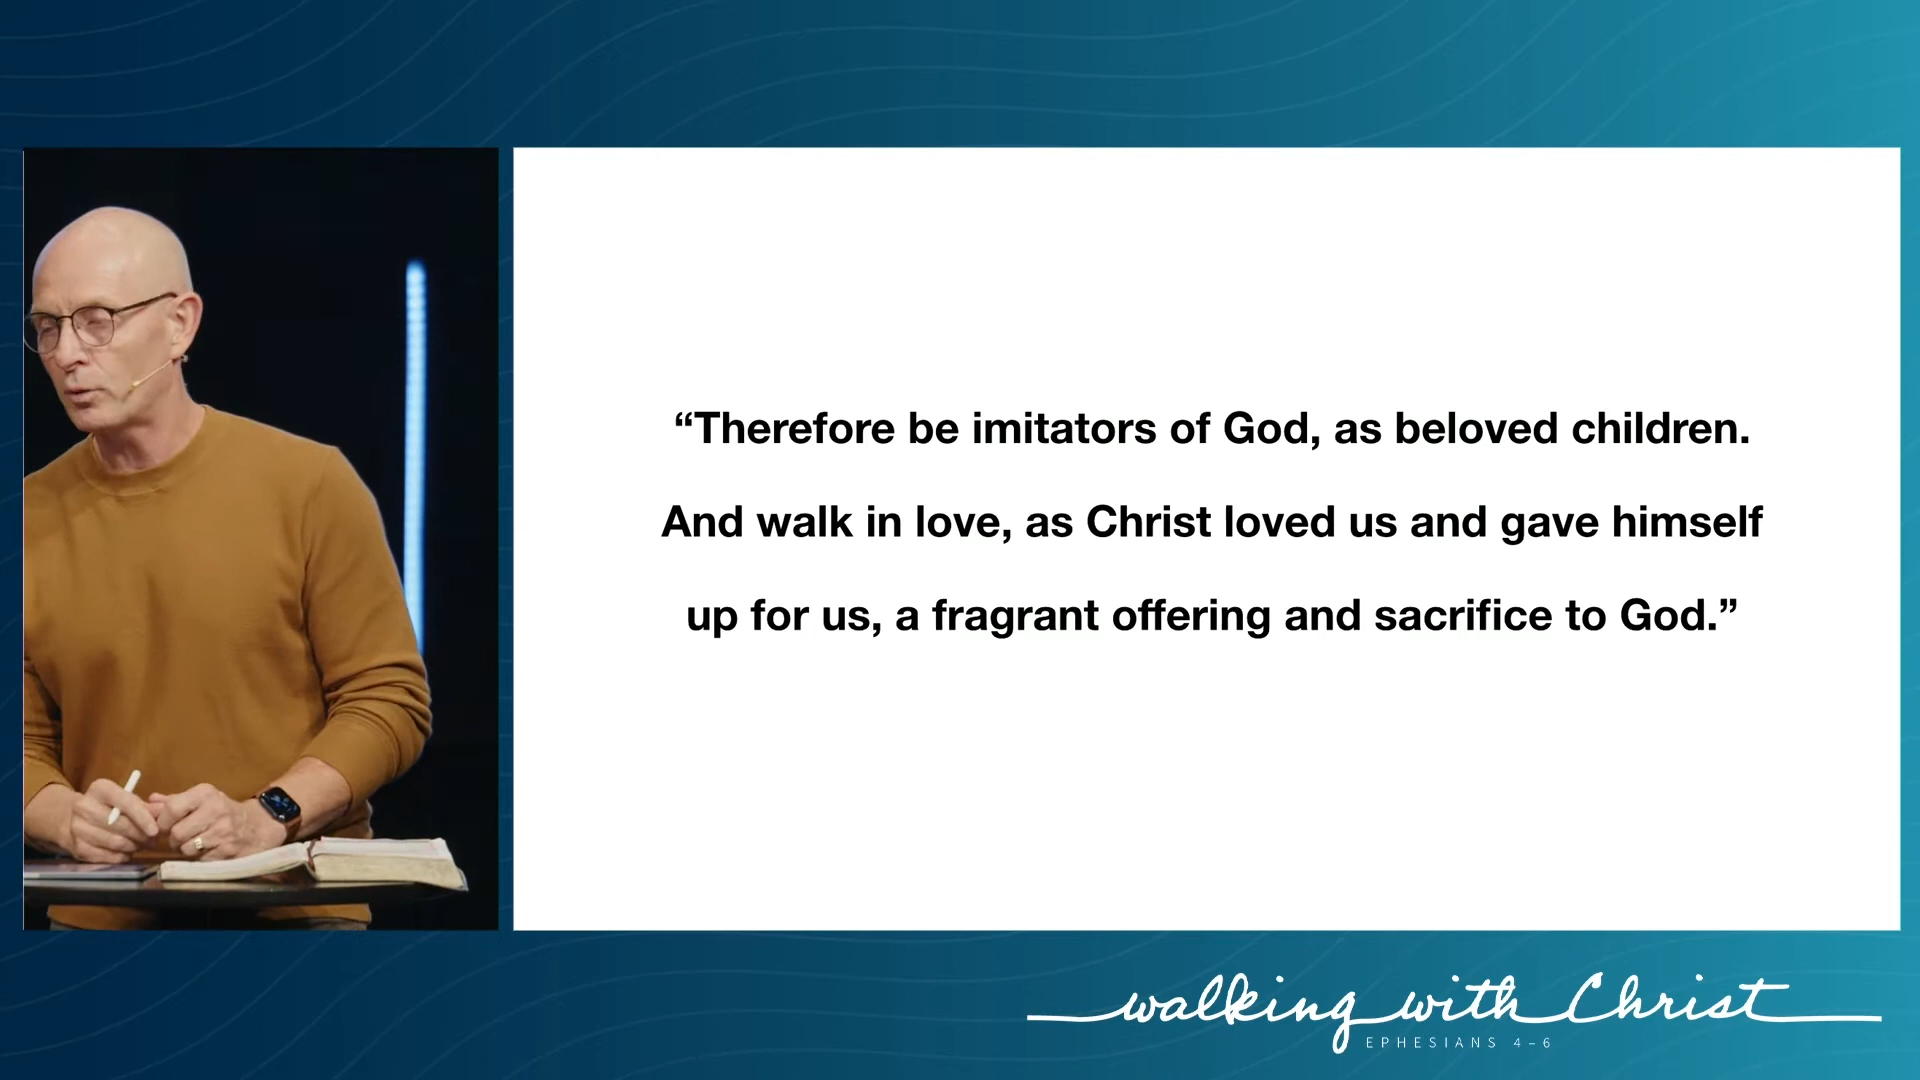 “Therefore be imitators of God, as beloved children.
And walk in love, as Christ loved us and gave himself
up for us, a fragrant offering and sacrifice to God.”
walking with Christ
EPHESIANS 4–6